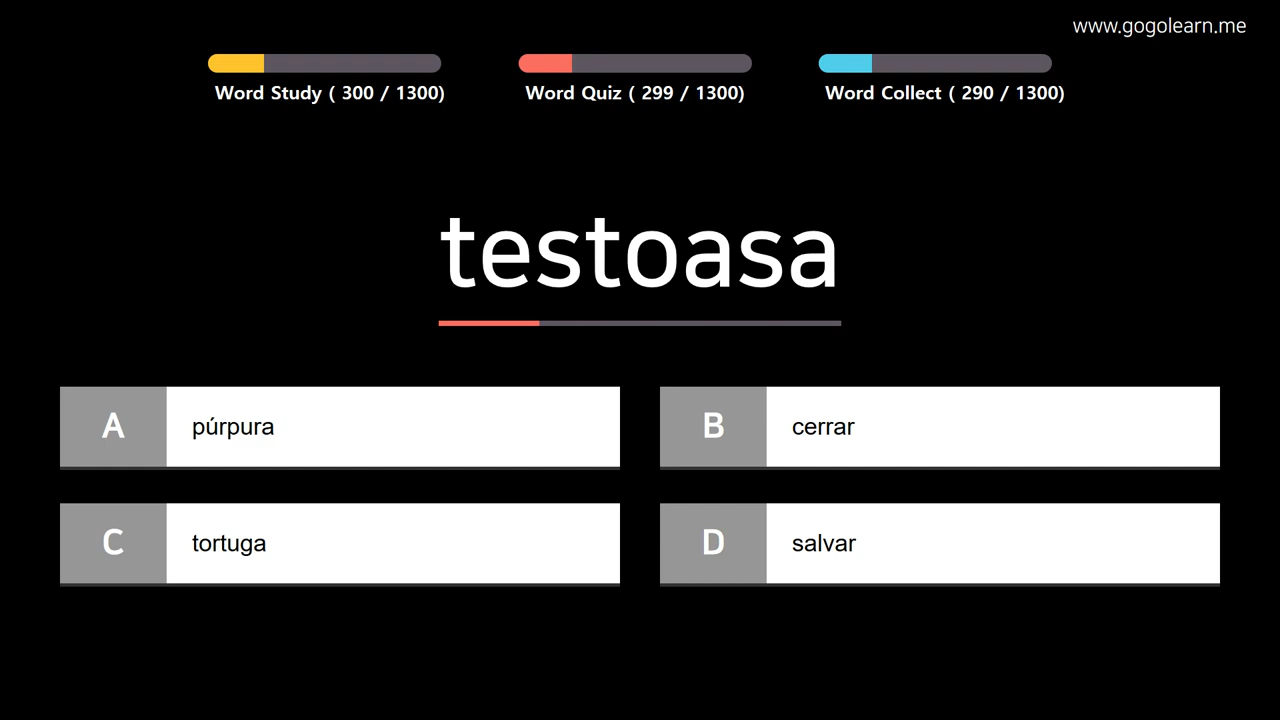 www.gogolearn.me
Word Study ( 300 / 1300)
Word Quiz ( 299 / 1300)
Word Collect ( 290 / 1300)
testoasa
A púrpura
B cerrar
C tortuga
D salvar